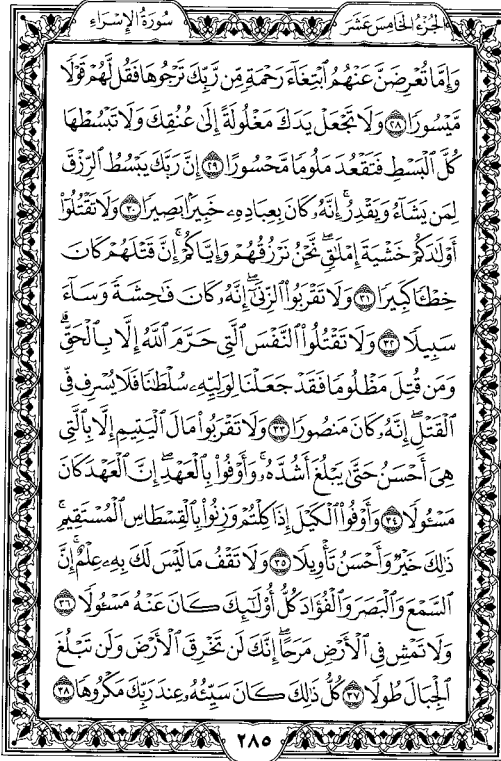 سُورَةُ الإِسْرَاءِ
الجُزْءُ الخَامِسَ عَشَرَ
وَإِمَّا تُعْرِضَنَّ عَنْهُمُ ٱبْتِغَآءَ رَحْمَةٍ مِّن رَّبِّكَ تَرْجُوهَا فَقُل لَّهُمْ قَوْلًا
مَّيْسُورًا ٢٨ وَلَا تَجْعَلْ يَدَكَ مَغْلُولَةً إِلَىٰ عُنُقِكَ وَلَا تَبْسُطْهَا
كُلَّ ٱلْبَسْطِ فَتَقْعُدَ مَلُومًا مَّحْسُورًا ٢٩ إِنَّ رَبَّكَ يَبْسُطُ ٱلرِّزْقَ
لِمَن يَشَآءُ وَيَقْدِرُ ۚ إِنَّهُۥ كَانَ بِعِبَادِهِۦ خَبِيرًۢا بَصِيرًا ٣٠ وَلَا تَقْتُلُوٓا۟
أَوْلَٰدَكُمْ خَشْيَةَ إِمْلَٰقٍ ۖ نَّحْنُ نَرْزُقُهُمْ وَإِيَّاكُمْ ۚ إِنَّ قَتْلَهُمْ كَانَ
خِطْـًٔا كَبِيرًا ٣١ وَلَا تَقْرَبُوا۟ ٱلزِّنَىٰٓ ۖ إِنَّهُۥ كَانَ فَٰحِشَةً وَسَآءَ
سَبِيلًا ٣٢ وَلَا تَقْتُلُوا۟ ٱلنَّفْسَ ٱلَّتِى حَرَّمَ ٱللَّهُ إِلَّا بِٱلْحَقِّ ۗ
وَمَن قُتِلَ مَظْلُومًا فَقَدْ جَعَلْنَا لِوَلِيِّهِۦ سُلْطَٰنًا فَلَا يُسْرِف فِّى
ٱلْقَتْلِ ۖ إِنَّهُۥ كَانَ مَنصُورًا ٣٣ وَلَا تَقْرَبُوا۟ مَالَ ٱلْيَتِيمِ إِلَّا بِٱلَّتِى
هِىَ أَحْسَنُ حَتَّىٰ يَبْلُغَ أَشُدَّهُۥ ۚ وَأَوْفُوا۟ بِٱلْعَهْدِ ۖ إِنَّ ٱلْعَهْدَ كَانَ
مَسْـُٔولًا ٣٤ وَأَوْفُوا۟ ٱلْكَيْلَ إِذَا كِلْتُمْ وَزِنُوا۟ بِٱلْقِسْطَاسِ ٱلْمُسْتَقِيمِ ۚ
ذَٰلِكَ خَيْرٌ وَأَحْسَنُ تَأْوِيلًا ٣٥ وَلَا تَقْفُ مَا لَيْسَ لَكَ بِهِۦ عِلْمٌ ۚ إِنَّ
ٱلسَّمْعَ وَٱلْبَصَرَ وَٱلْفُؤَادَ كُلُّ أُو۟لَٰٓئِكَ كَانَ عَنْهُ مَسْـُٔولًا ٣٦
وَلَا تَمْشِ فِى ٱلْأَرْضِ مَرَحًا ۖ إِنَّكَ لَن تَخْرِقَ ٱلْأَرْضَ وَلَن تَبْلُغَ
ٱلْجِبَالَ طُولًا ٣٧ كُلُّ ذَٰلِكَ كَانَ سَيِّئُهُۥ عِندَ رَبِّكَ مَكْرُوهًا ٣٨
٢٨٥